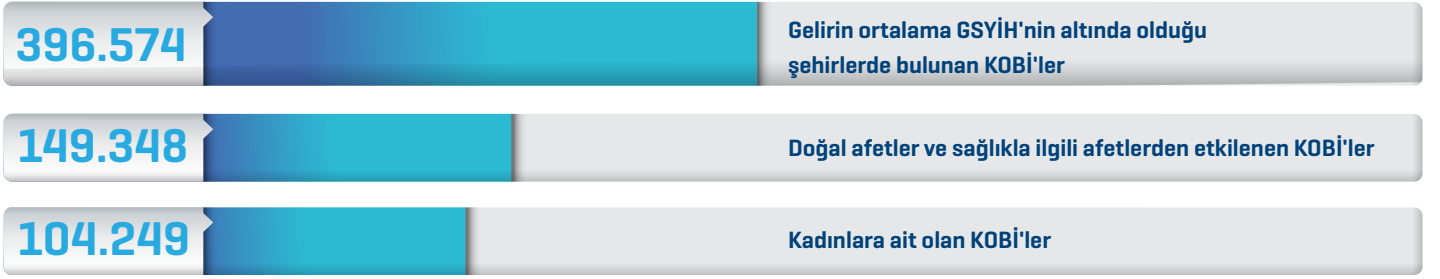 396.574
Gelirin ortalama GSYİH'nin altında olduğu
şehirlerde bulunan KOBİ'ler
149.348
Doğal afetler ve sağlıkla ilgili afetlerden etkilenen KOBİ'ler
104.249
Kadınlara ait olan KOBİ'ler